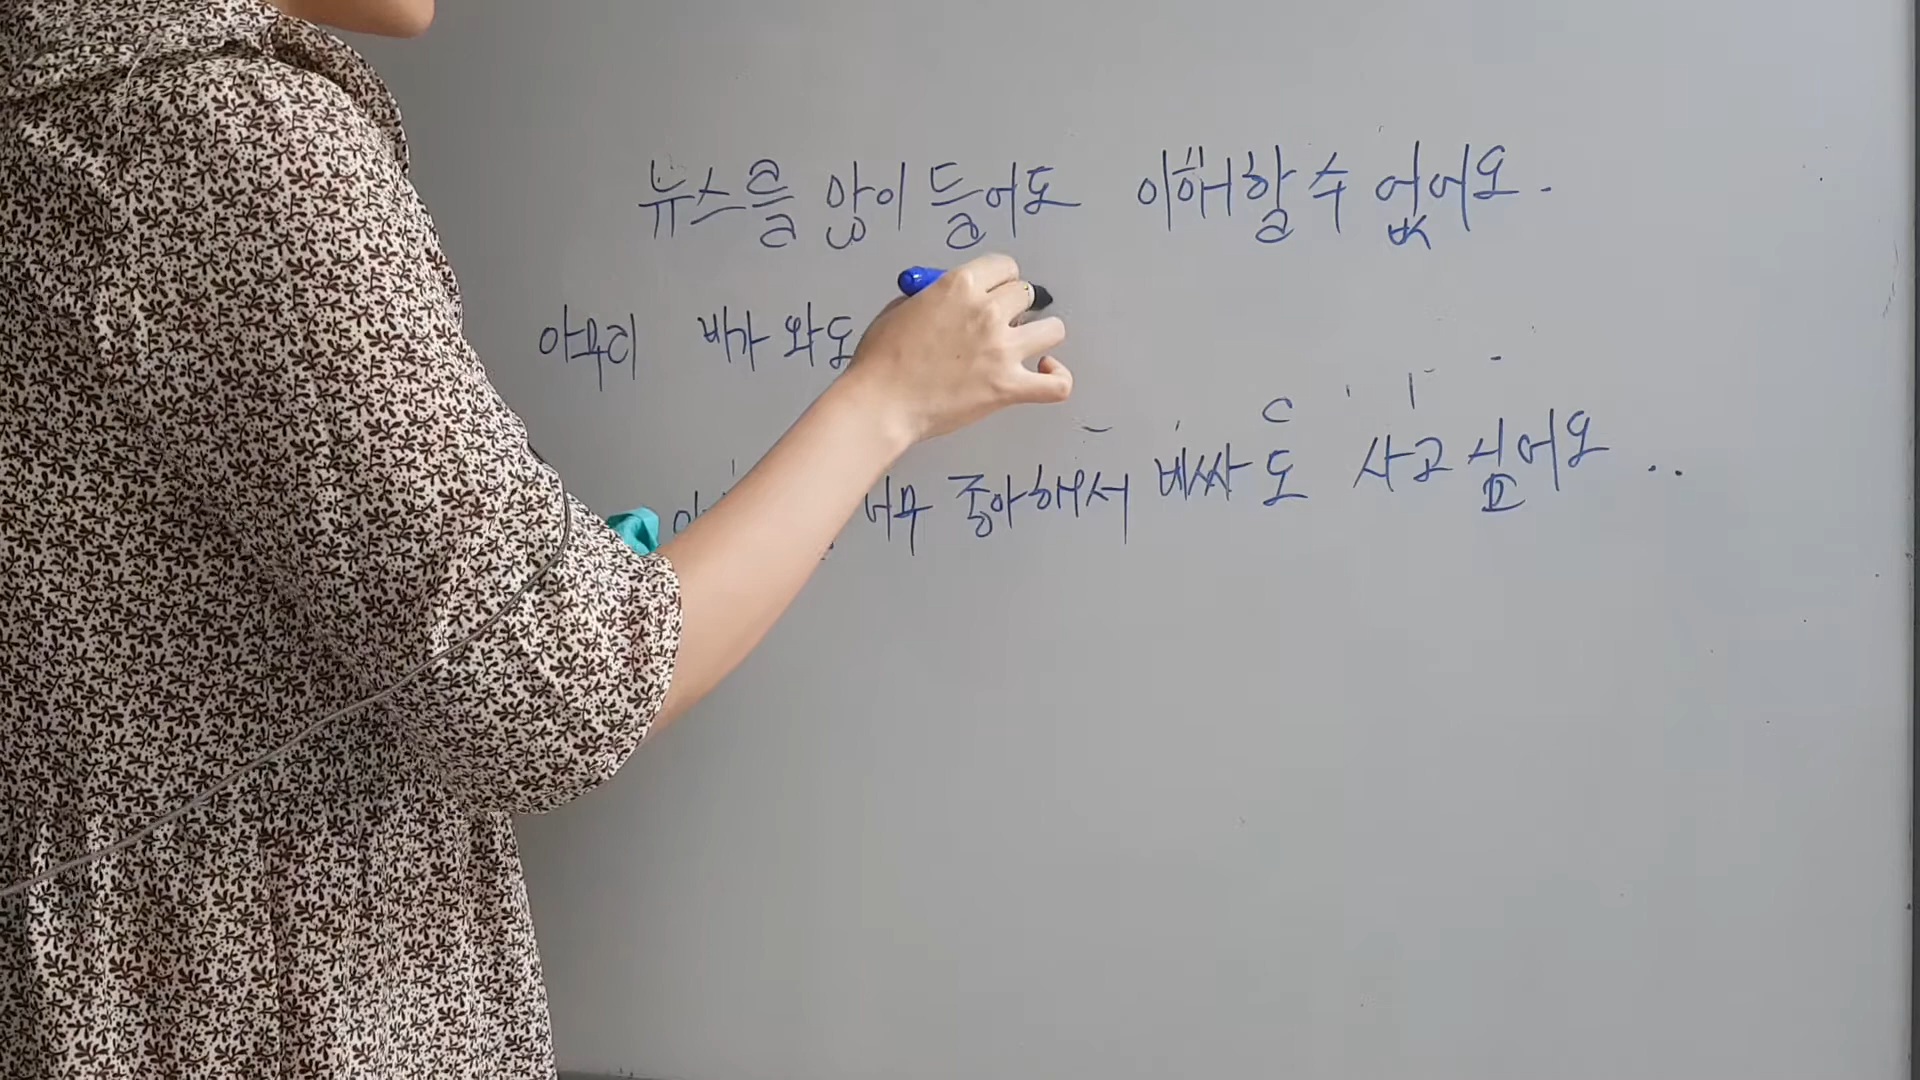 뉴스를 많이 들어도 이해할 수 없어요.
아무리 비가 와도
너무 좋아해서 비싸도 사고 싶어요..